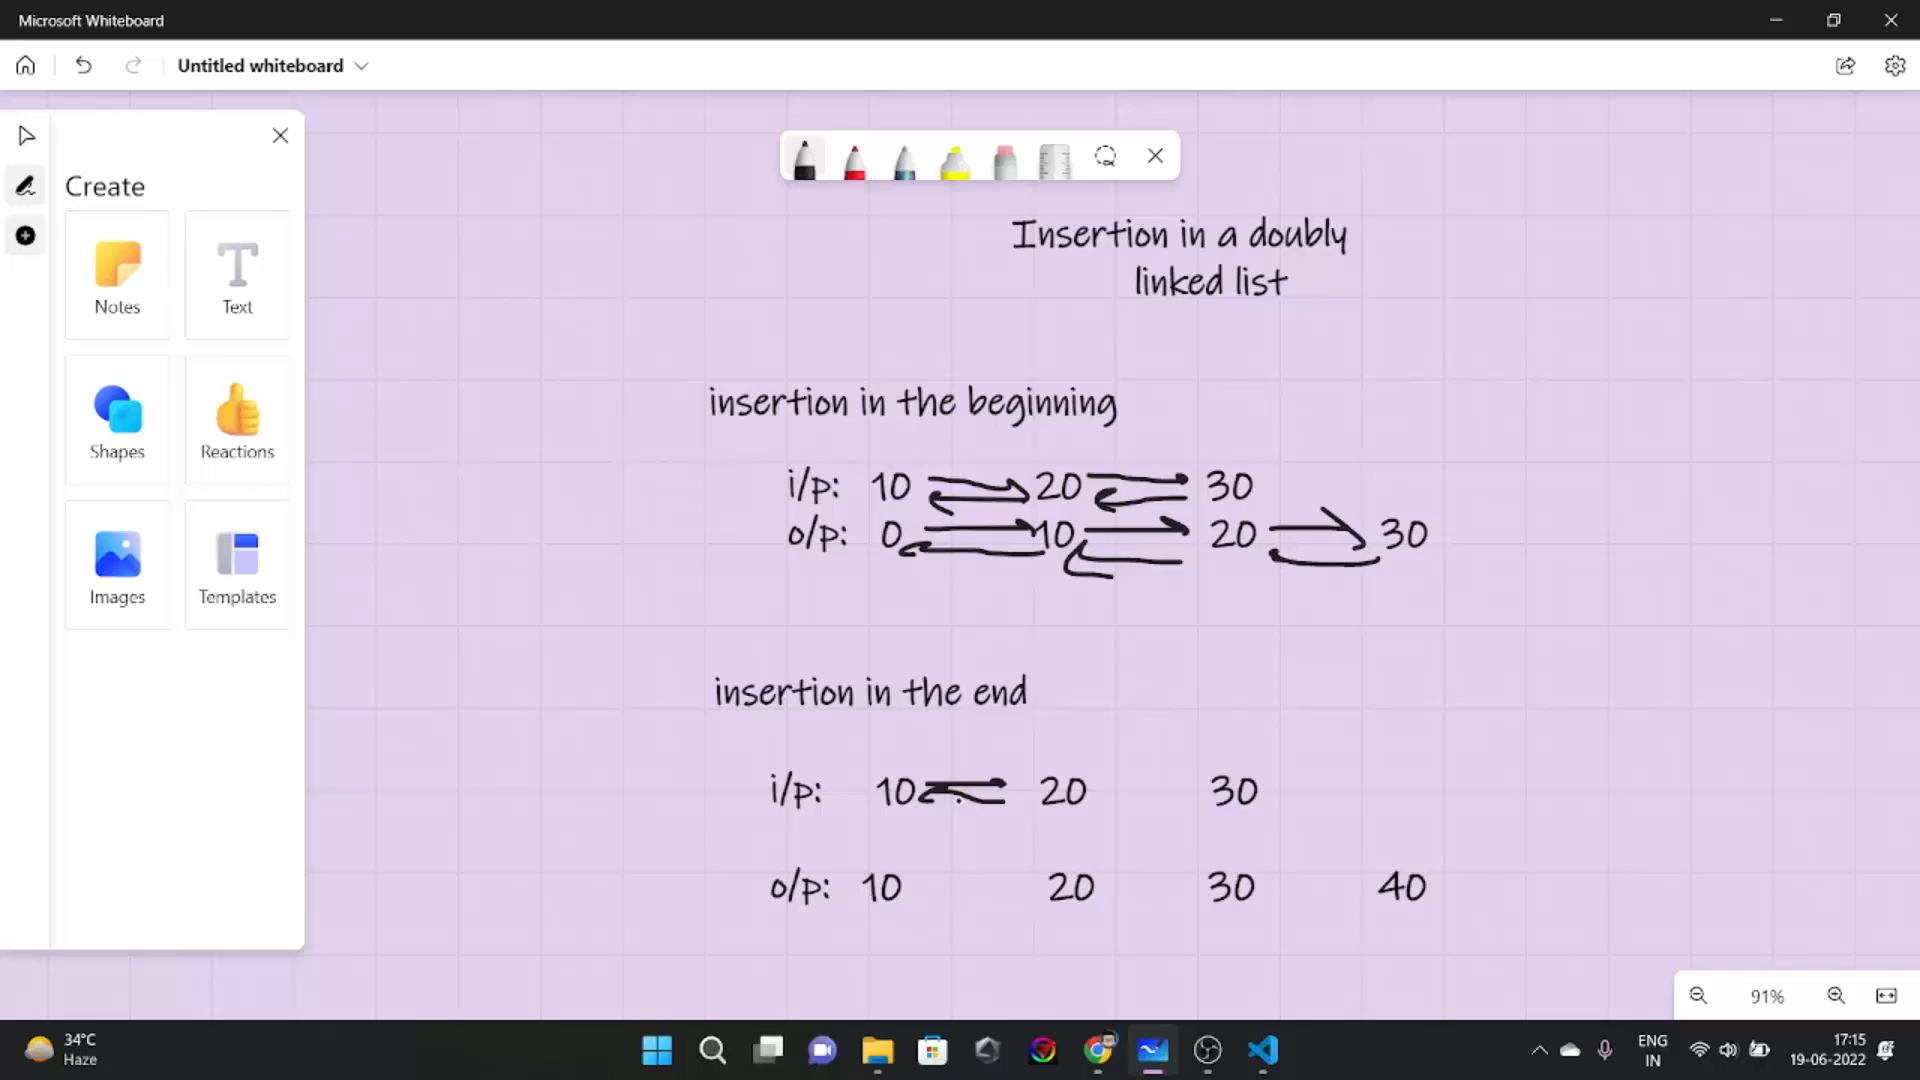 Microsoft Whiteboard
Untitled whiteboard
Create
Notes
Text
Shapes
Reactions
Images
Templates
Insertion in a doubly
linked list
insertion in the beginning
i/p: 10 20 30
o/p: 0 10 20 30
insertion in the end
i/p: 10 20 30
o/p: 10 20 30 40
91%
34°C
Haze
ENG
IN
17:15
19-06-2022